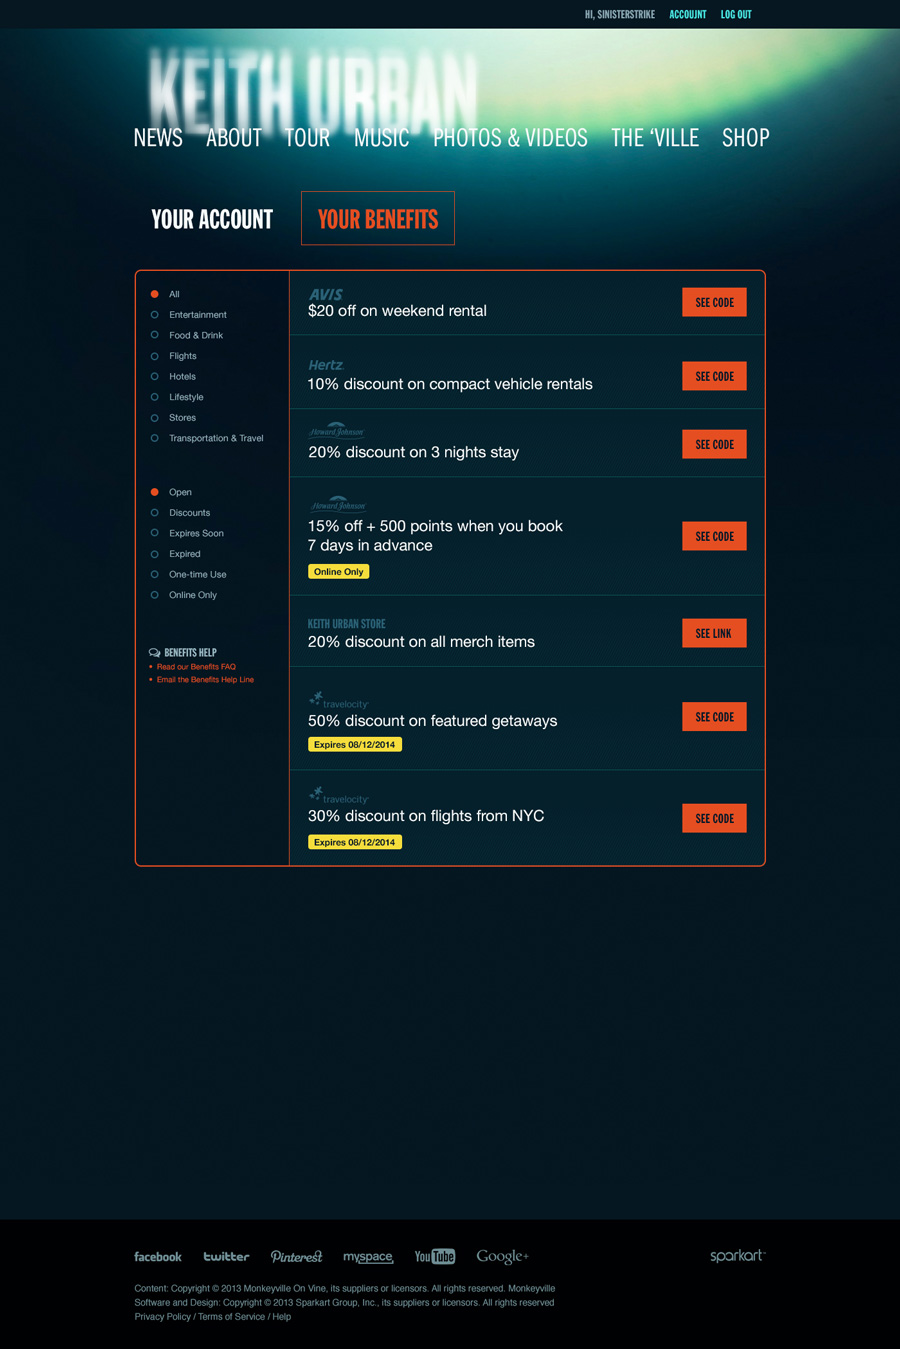 HI, SINISTERSTRIKE ACCOUJNT LOG OUT
KEITH URBAN
NEWS ABOUT TOUR MUSIC PHOTOS & VIDEOS THE ‘VILLE SHOP
YOUR ACCOUNT YOUR BENEFITS
All
Entertainment
Food & Drink
Flights
Hotels
Lifestyle
Stores
Transportation & Travel
Open
Discounts
Expires Soon
Expired
One-time Use
Online Only
BENEFITS HELP
• Read our Benefits FAQ
• Email the Benefits Help Line
AVIS
$20 off on weekend rental
SEE CODE
Hertz
10% discount on compact vehicle rentals
SEE CODE
Howard Johnson
20% discount on 3 nights stay
SEE CODE
Howard Johnson
15% off + 500 points when you book
7 days in advance
Online Only
SEE CODE
KEITH URBAN STORE
20% discount on all merch items
SEE LINK
travelocity
50% discount on featured getaways
Expires 08/12/2014
SEE CODE
travelocity
30% discount on flights from NYC
Expires 08/12/2014
SEE CODE
facebook twitter Pinterest myspace YouTube Google+ sparkart
Content: Copyright © 2013 Monkeyville On Vine, its suppliers or licensors. All rights reserved. Monkeyville
Software and Design: Copyright © 2013 Sparkart Group, Inc., its suppliers or licensors. All rights reserved
Privacy Policy / Terms of Service / Help